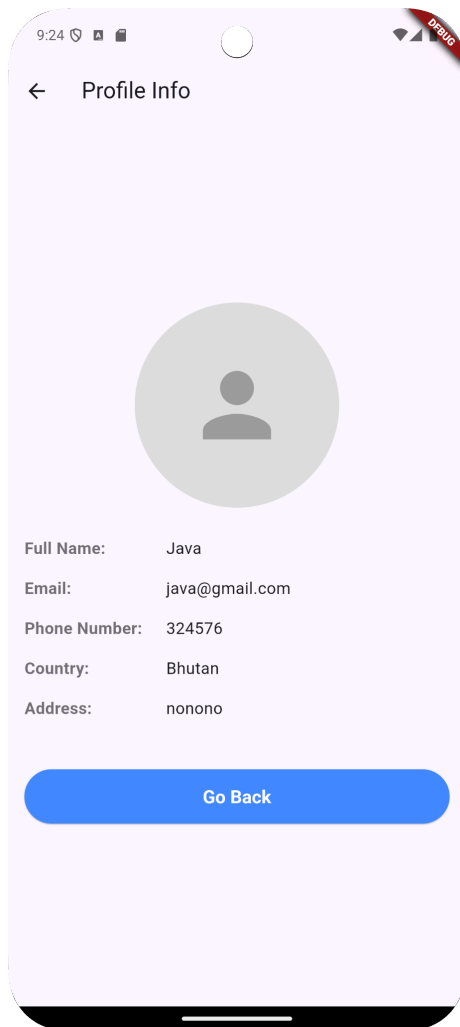 9:24
DEBUG
Profile Info
Full Name: Java
Email: java@gmail.com
Phone Number: 324576
Country: Bhutan
Address: nonono
Go Back